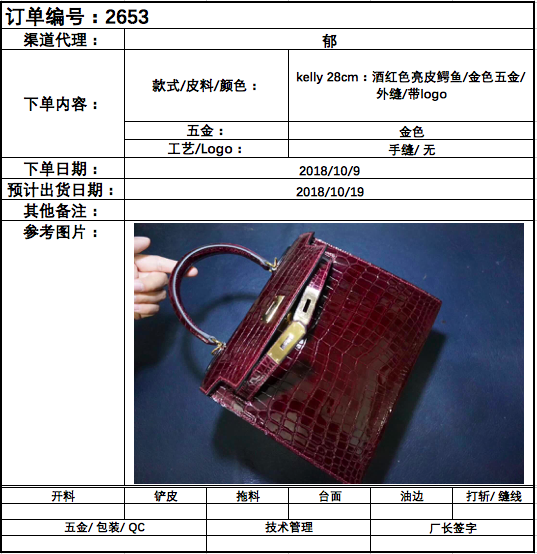 订单编号：2653
渠道代理： 郁
下单内容： 款式/皮料/颜色： kelly 28cm：酒红色亮皮鳄鱼/金色五金/
外缝/带logo
五金： 金色
工艺/Logo： 手缝/ 无
下单日期： 2018/10/9
预计出货日期： 2018/10/19
其他备注：
参考图片：
开料 铲皮 拖料 台面 油边 打斩/ 缝线
五金/ 包装/ QC 技术管理 厂长签字